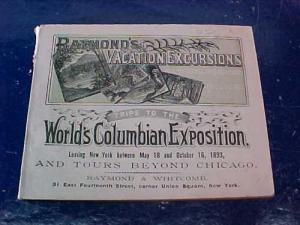 RAYMOND'S
VACATION EXCURSIONS
TRIPS TO THE
World's Columbian Exposition,
Leaving New York between May 18 and October 16, 1893,
AND TOURS BEYOND CHICAGO.
RAYMOND & WHITCOMB,
31 East Fourteenth Street, corner Union Square, New York.